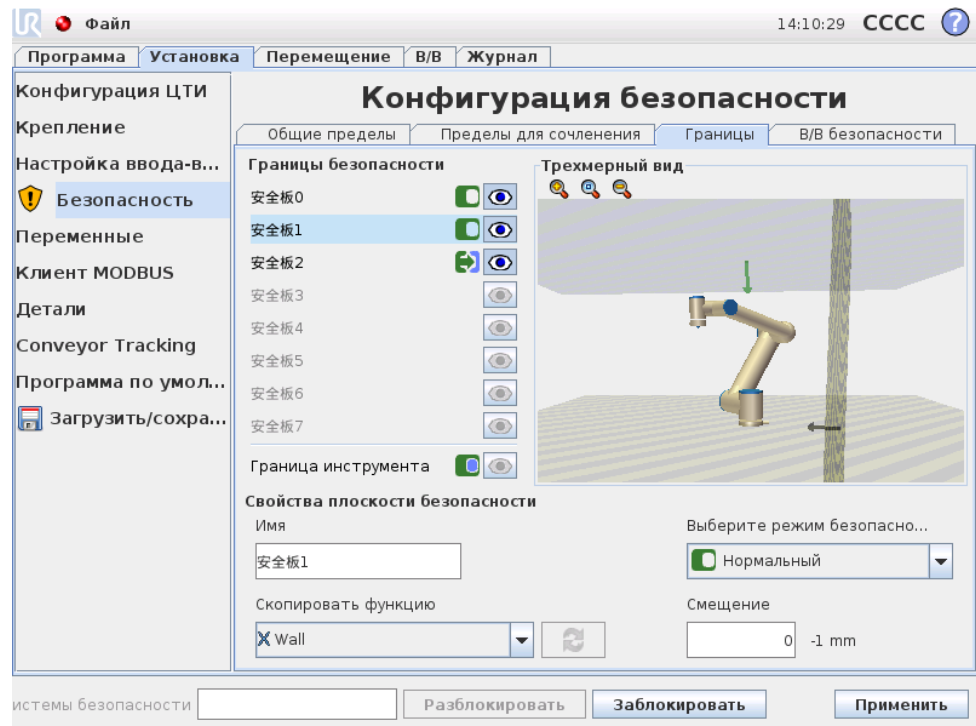 UR Файл 14:10:29 CCCC ?
Программа Установка Перемещение В/В Журнал
Конфигурация ЦТИ
Крепление
Настройка ввода-в...
Безопасность
Переменные
Клиент MODBUS
Детали
Conveyor Tracking
Программа по умол...
Загрузить/сохра...
Конфигурация безопасности
Общие пределы Пределы для сочленения Границы В/В безопасности
Границы безопасности
安全板0
安全板1
安全板2
安全板3
安全板4
安全板5
安全板6
安全板7
Граница инструмента
Трехмерный вид
Свойства плоскости безопасности
Имя
安全板1
Выберите режим безопасно...
Нормальный
Скопировать функцию
Wall
Смещение
0 -1 mm
истемы безопасности Разблокировать Заблокировать Применить